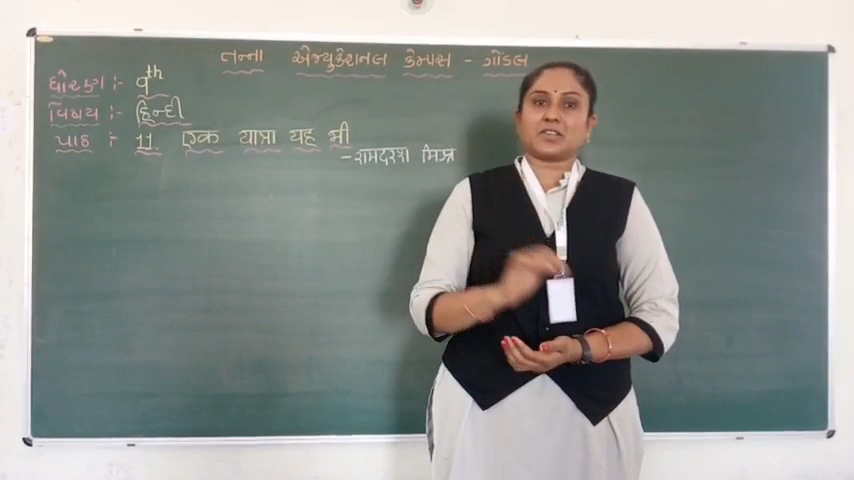 તન્ના એજ્યુકેશનલ કેમ્પસ - ગોંડલ
ધોરણ :- 9th
વિષય :- हिन्दी
પાઠ :- 11. एक यात्रा यह भी
- रामदरश मिश्र